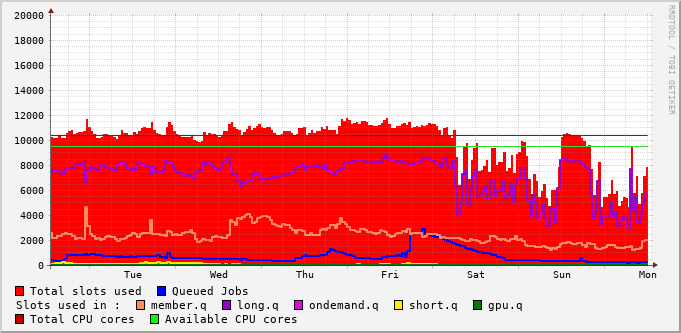 RRDTOOL / TOBI OETIKER
20000
18000
16000
14000
12000
10000
8000
6000
4000
2000
0
Tue Wed Thu Fri Sat Sun Mon
Total slots used Queued Jobs
Slots used in : member.q long.q ondemand.q short.q gpu.q
Total CPU cores Available CPU cores